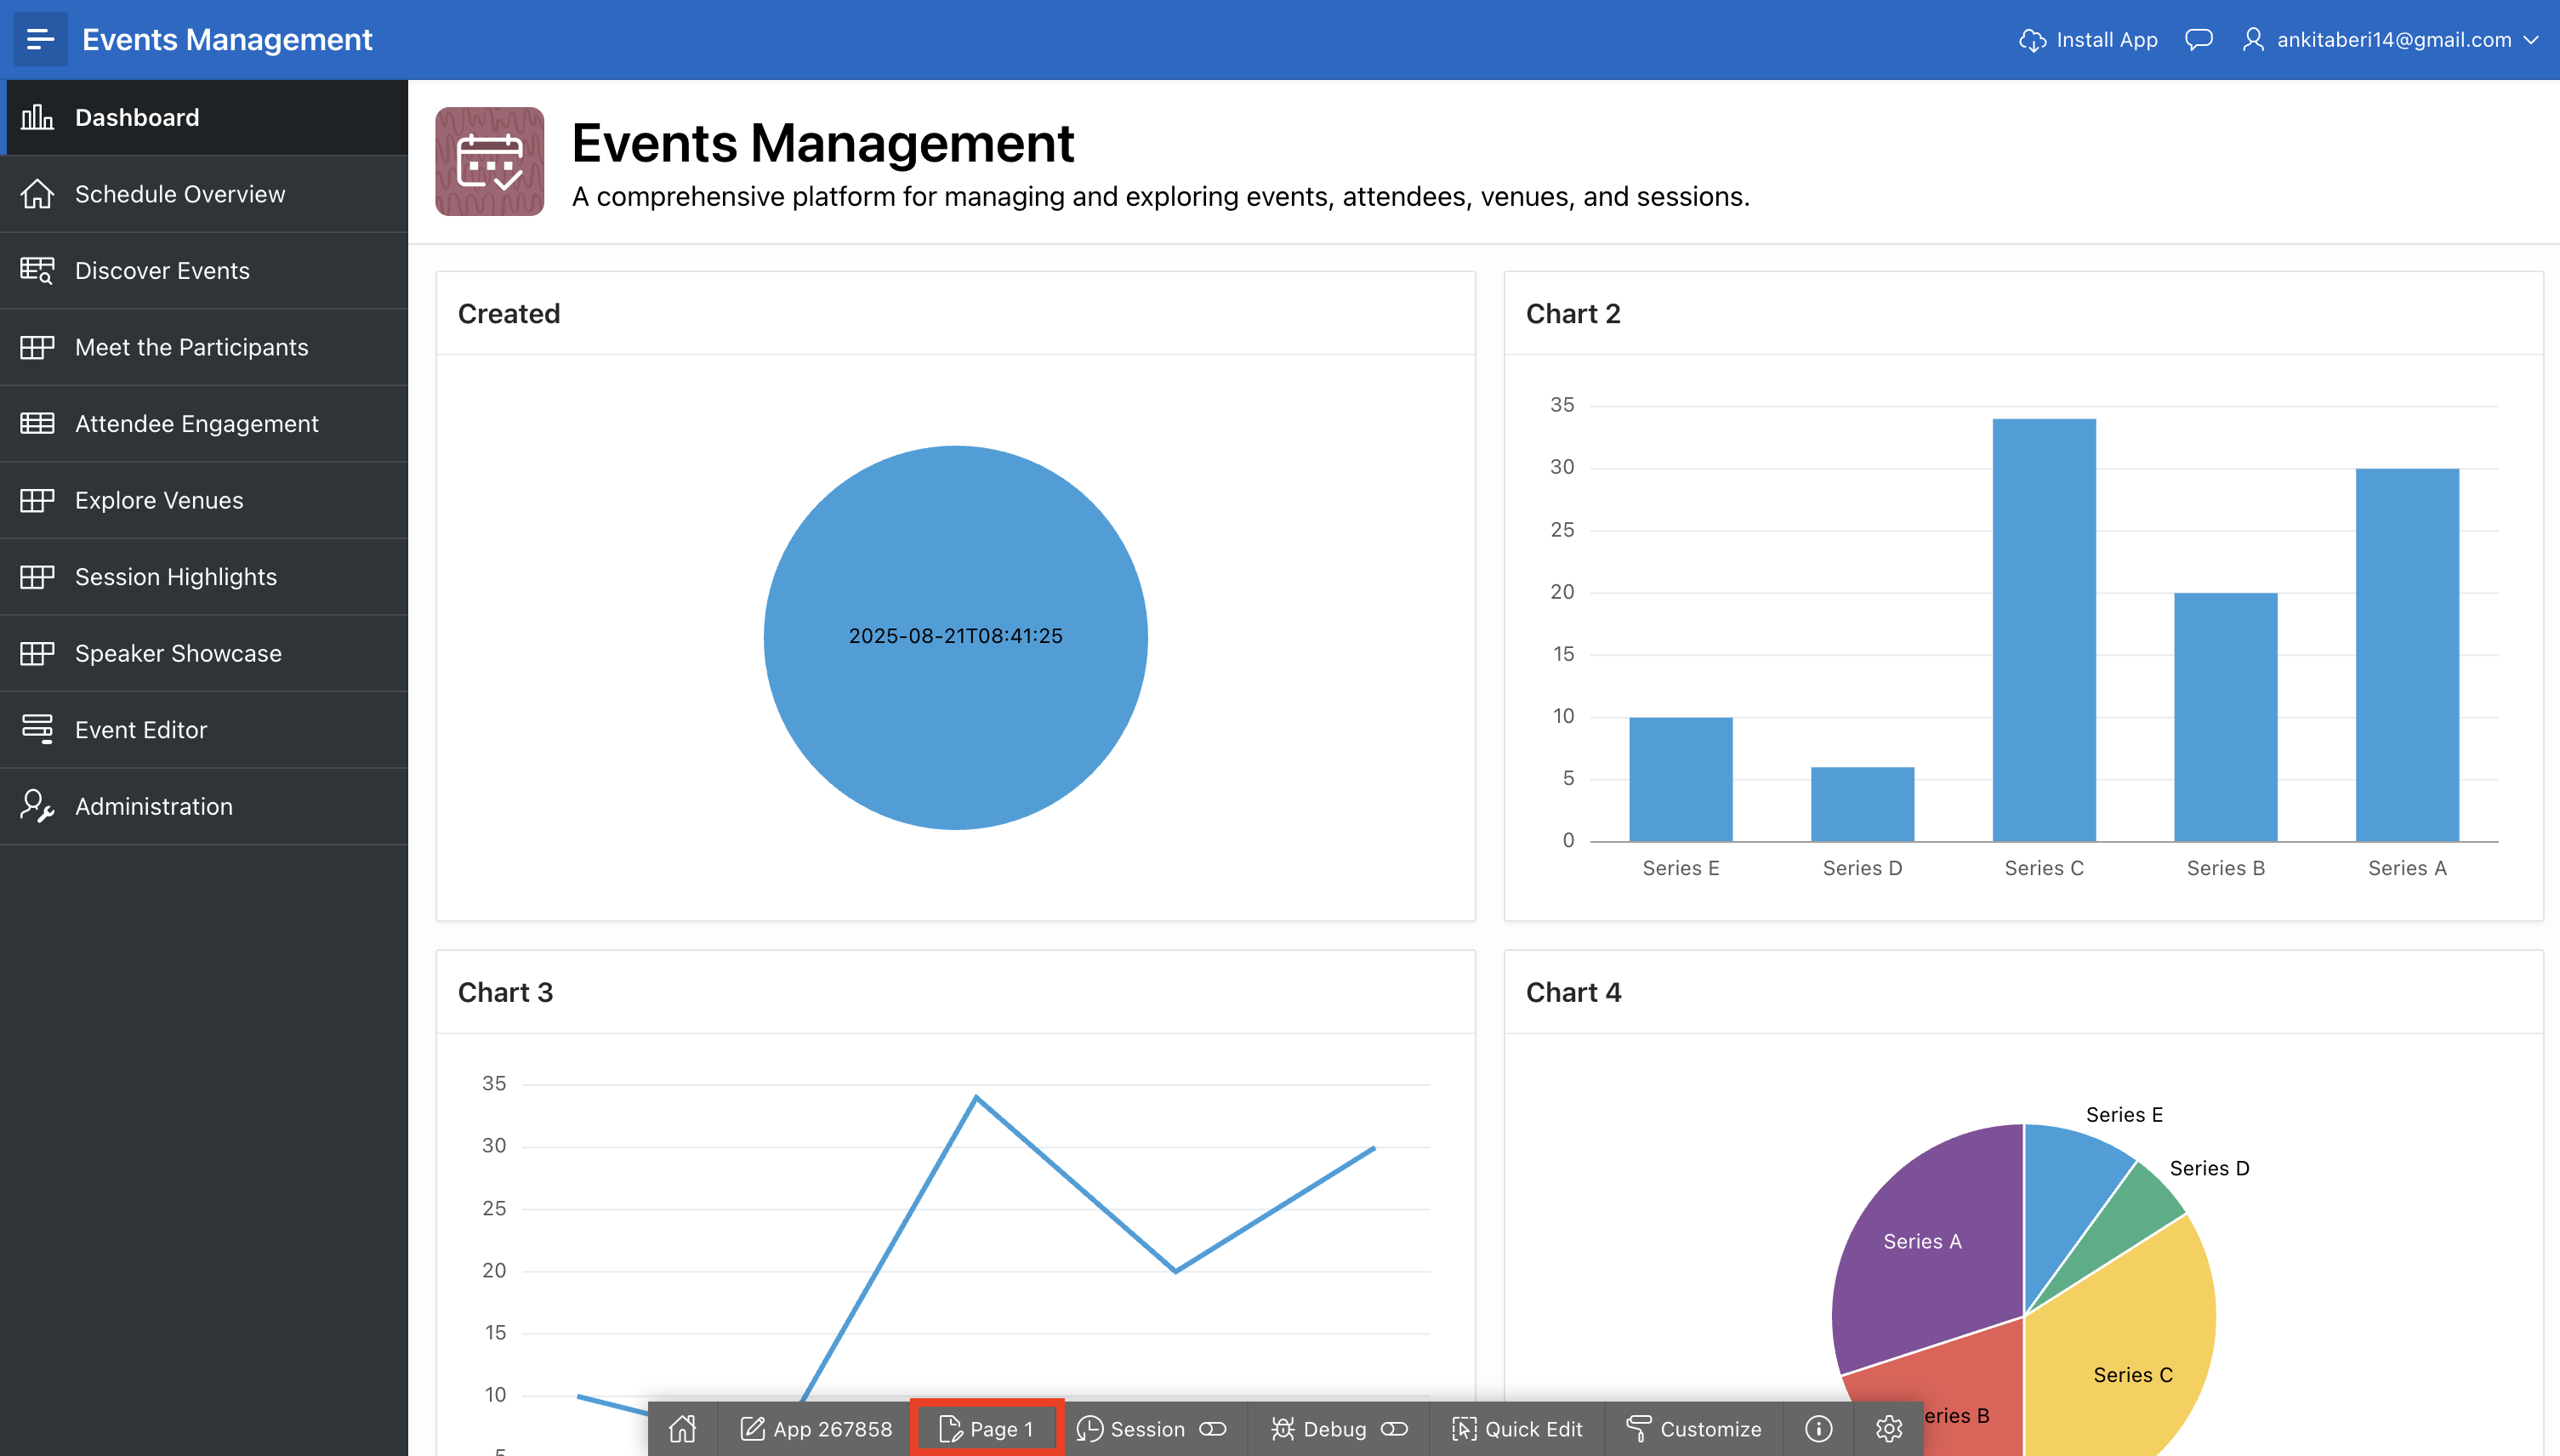 Events Management
Install App
ankitaberi14@gmail.com
Dashboard
Schedule Overview
Discover Events
Meet the Participants
Attendee Engagement
Explore Venues
Session Highlights
Speaker Showcase
Event Editor
Administration
Events Management
A comprehensive platform for managing and exploring events, attendees, venues, and sessions.
Created
2025-08-21T08:41:25
Chart 2
35
30
25
20
15
10
5
0
Series E Series D Series C Series B Series A
Chart 3
35
30
25
20
15
10
5
Chart 4
Series E
Series D
Series A
Series C
eries B
App 267858 Page 1 Session Debug Quick Edit Customize